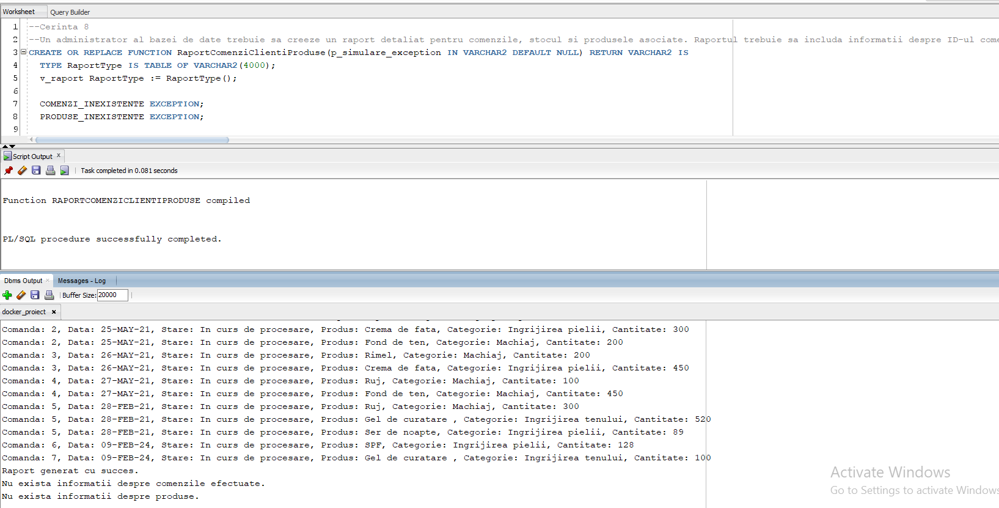 Worksheet Query Builder
1 --Cerinta 8
2 --Un administrator al bazei de date trebuie sa creeze un raport detaliat pentru comenzile, stocul si produsele asociate. Raportul trebuie sa includa informatii despre ID-ul come
3 CREATE OR REPLACE FUNCTION RaportComenziClientiProduse(p_simulare_exception IN VARCHAR2 DEFAULT NULL) RETURN VARCHAR2 IS
4 TYPE RaportType IS TABLE OF VARCHAR2(4000);
5 v_raport RaportType := RaportType();
6
7 COMENZI_INEXISTENTE EXCEPTION;
8 PRODUSE_INEXISTENTE EXCEPTION;
9
Script Output x
Task completed in 0.081 seconds
Function RAPORTCOMENZICLIENTIPRODUSE compiled
PL/SQL procedure successfully completed.
Dbms Output × Messages - Log
Buffer Size: 20000
docker_proiect x
Comanda: 2, Data: 25-MAY-21, Stare: In curs de procesare, Produs: Crema de fata, Categorie: Ingrijirea pielii, Cantitate: 300
Comanda: 2, Data: 25-MAY-21, Stare: In curs de procesare, Produs: Fond de ten, Categorie: Machiaj, Cantitate: 200
Comanda: 3, Data: 26-MAY-21, Stare: In curs de procesare, Produs: Rimel, Categorie: Machiaj, Cantitate: 200
Comanda: 3, Data: 26-MAY-21, Stare: In curs de procesare, Produs: Crema de fata, Categorie: Ingrijirea pielii, Cantitate: 450
Comanda: 4, Data: 27-MAY-21, Stare: In curs de procesare, Produs: Ruj, Categorie: Machiaj, Cantitate: 100
Comanda: 4, Data: 27-MAY-21, Stare: In curs de procesare, Produs: Fond de ten, Categorie: Machiaj, Cantitate: 450
Comanda: 5, Data: 28-FEB-21, Stare: In curs de procesare, Produs: Ruj, Categorie: Machiaj, Cantitate: 300
Comanda: 5, Data: 28-FEB-21, Stare: In curs de procesare, Produs: Gel de curatare , Categorie: Ingrijirea tenului, Cantitate: 520
Comanda: 5, Data: 28-FEB-21, Stare: In curs de procesare, Produs: Ser de noapte, Categorie: Ingrijirea pielii, Cantitate: 89
Comanda: 6, Data: 09-FEB-24, Stare: In curs de procesare, Produs: SPF, Categorie: Ingrijirea pielii, Cantitate: 128
Comanda: 7, Data: 09-FEB-24, Stare: In curs de procesare, Produs: Gel de curatare , Categorie: Ingrijirea tenului, Cantitate: 100
Raport generat cu succes.
Nu exista informatii despre comenzile efectuate.
Nu exista informatii despre produse.
Activate Windows
Go to Settings to activate Windows